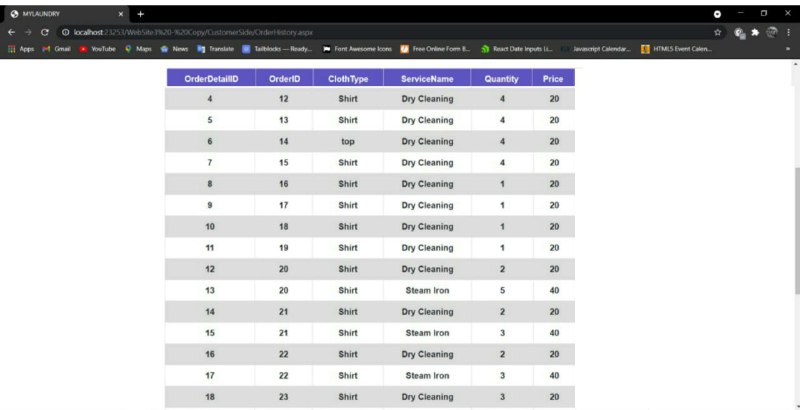 MYLAUNDRY
localhost:23253/WebSite3%20-%20Copy/CustomerSide/OrderHistory.aspx
Apps Gmail YouTube Maps News Translate Tailblocks — Ready... Font Awesome Icons Free Online Form B... React Date Inputs Li... Javascript Calendar... HTML5 Event Calen...
OrderDetailID OrderID ClothType ServiceName Quantity Price
4 12 Shirt Dry Cleaning 4 20
5 13 Shirt Dry Cleaning 4 20
6 14 top Dry Cleaning 4 20
7 15 Shirt Dry Cleaning 4 20
8 16 Shirt Dry Cleaning 1 20
9 17 Shirt Dry Cleaning 1 20
10 18 Shirt Dry Cleaning 1 20
11 19 Shirt Dry Cleaning 1 20
12 20 Shirt Dry Cleaning 2 20
13 20 Shirt Steam Iron 5 40
14 21 Shirt Dry Cleaning 2 20
15 21 Shirt Steam Iron 3 40
16 22 Shirt Dry Cleaning 2 20
17 22 Shirt Steam Iron 3 40
18 23 Shirt Dry Cleaning 3 20